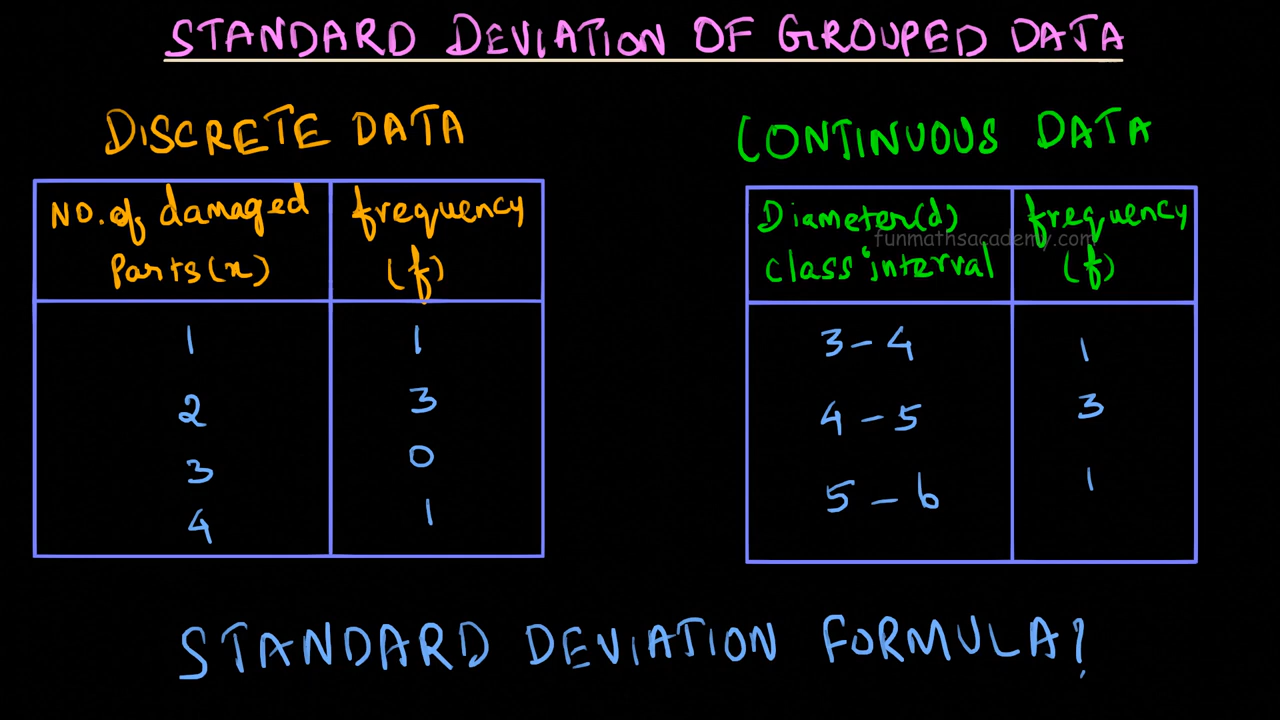 STANDARD DEVIATION OF GROUPED DATA
DISCRETE DATA
NO. of damaged parts (x) frequency (f)
1 1
2 3
3 0
4 1
CONTINUOUS DATA
Diameter(d) class interval frequency (f)
funmathsacademy.com
3 - 4 1
4 - 5 3
5 - 6 1
STANDARD DEVIATION FORMULA?